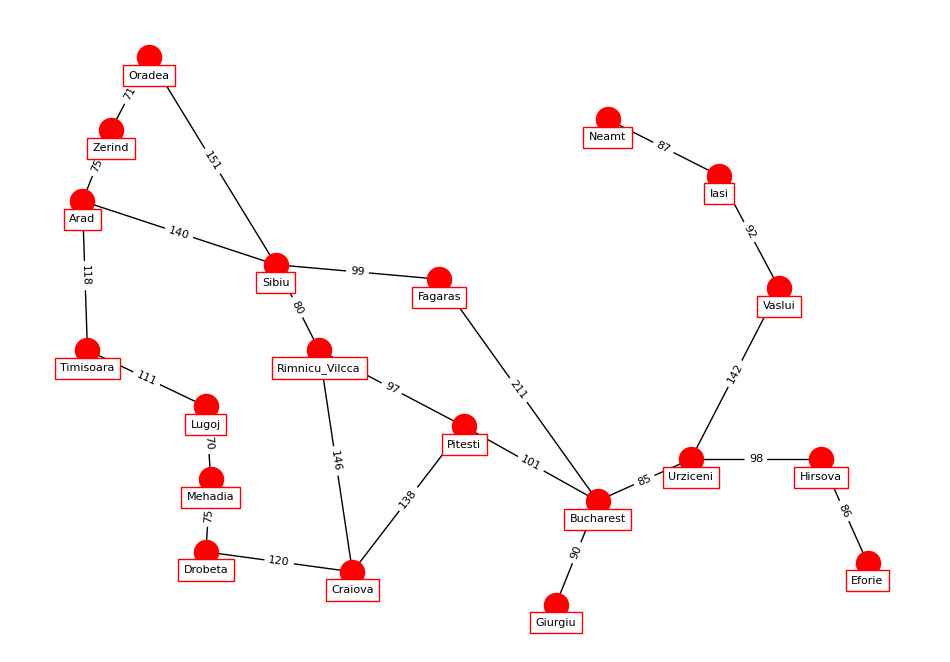 Oradea
71
Zerind
75
Arad
151
140
118
Sibiu
99
Fagaras
80
Timisoara
111
Rimnicu_Vilcca
97
211
Lugoj
70
146
Pitesti
101
138
Mehadia
75
Drobeta
120
Craiova
Bucharest
90
Giurgiu
85
Urziceni
98
Hirsova
86
Eforie
142
Vaslui
92
Iasi
87
Neamt